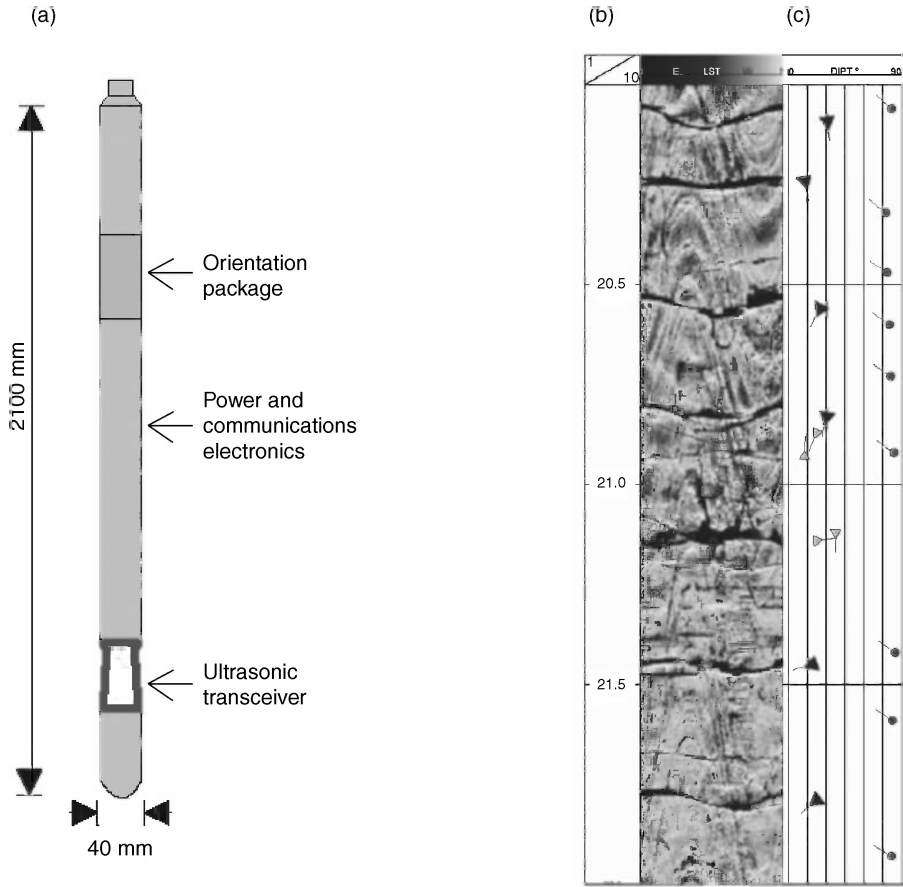 (a)
(b)
(c)
2100 mm
Orientation
package
Power and
communications
electronics
Ultrasonic
transceiver
40 mm
1
10
LST
0 DIPT° 90
20.5
21.0
21.5